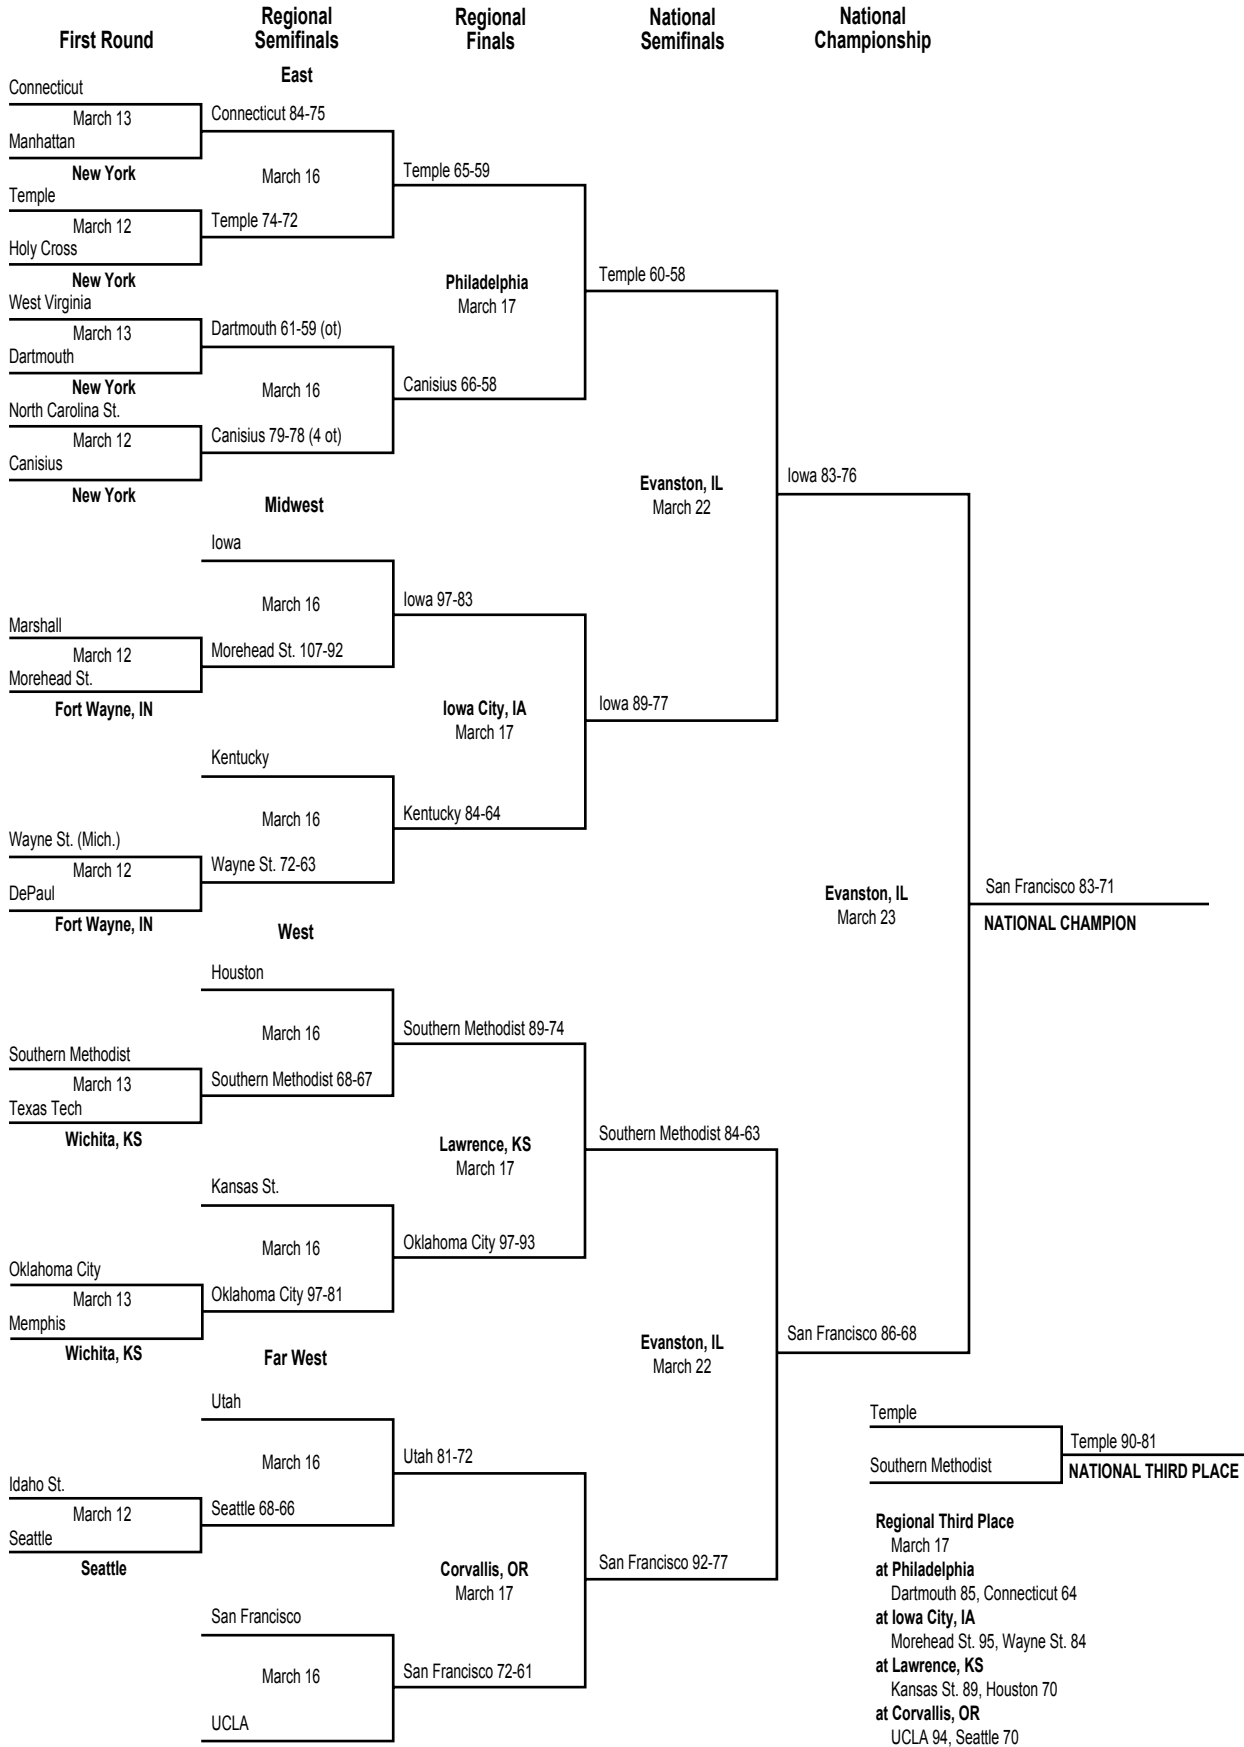 First Round
Regional
Semifinals
Regional
Finals
National
Semifinals
National
Championship
East
Connecticut
March 13
Manhattan
New York
Temple
March 12
Holy Cross
New York
West Virginia
March 13
Dartmouth
New York
North Carolina St.
March 12
Canisius
New York
Connecticut 84-75
March 16
Temple 74-72
Dartmouth 61-59 (ot)
March 16
Canisius 79-78 (4 ot)
Temple 65-59
Philadelphia
March 17
Canisius 66-58
Temple 60-58
Midwest
Iowa
March 16
Marshall
March 12
Morehead St.
Fort Wayne, IN
Morehead St. 107-92
Kentucky
March 16
Wayne St. (Mich.)
March 12
DePaul
Fort Wayne, IN
Wayne St. 72-63
Iowa 97-83
Iowa City, IA
March 17
Kentucky 84-64
Iowa 89-77
Evanston, IL
March 22
Iowa 83-76
West
Houston
March 16
Southern Methodist
March 13
Texas Tech
Wichita, KS
Southern Methodist 68-67
Kansas St.
March 16
Oklahoma City
March 13
Memphis
Wichita, KS
Oklahoma City 97-81
Southern Methodist 89-74
Lawrence, KS
March 17
Oklahoma City 97-93
Southern Methodist 84-63
Far West
Utah
March 16
Idaho St.
March 12
Seattle
Seattle
Seattle 68-66
San Francisco
March 16
UCLA
Utah 81-72
Corvallis, OR
March 17
San Francisco 72-61
San Francisco 92-77
Evanston, IL
March 22
San Francisco 86-68
Evanston, IL
March 23
San Francisco 83-71
NATIONAL CHAMPION
Temple
Southern Methodist
Temple 90-81
NATIONAL THIRD PLACE
Regional Third Place
March 17
at Philadelphia
Dartmouth 85, Connecticut 64
at Iowa City, IA
Morehead St. 95, Wayne St. 84
at Lawrence, KS
Kansas St. 89, Houston 70
at Corvallis, OR
UCLA 94, Seattle 70